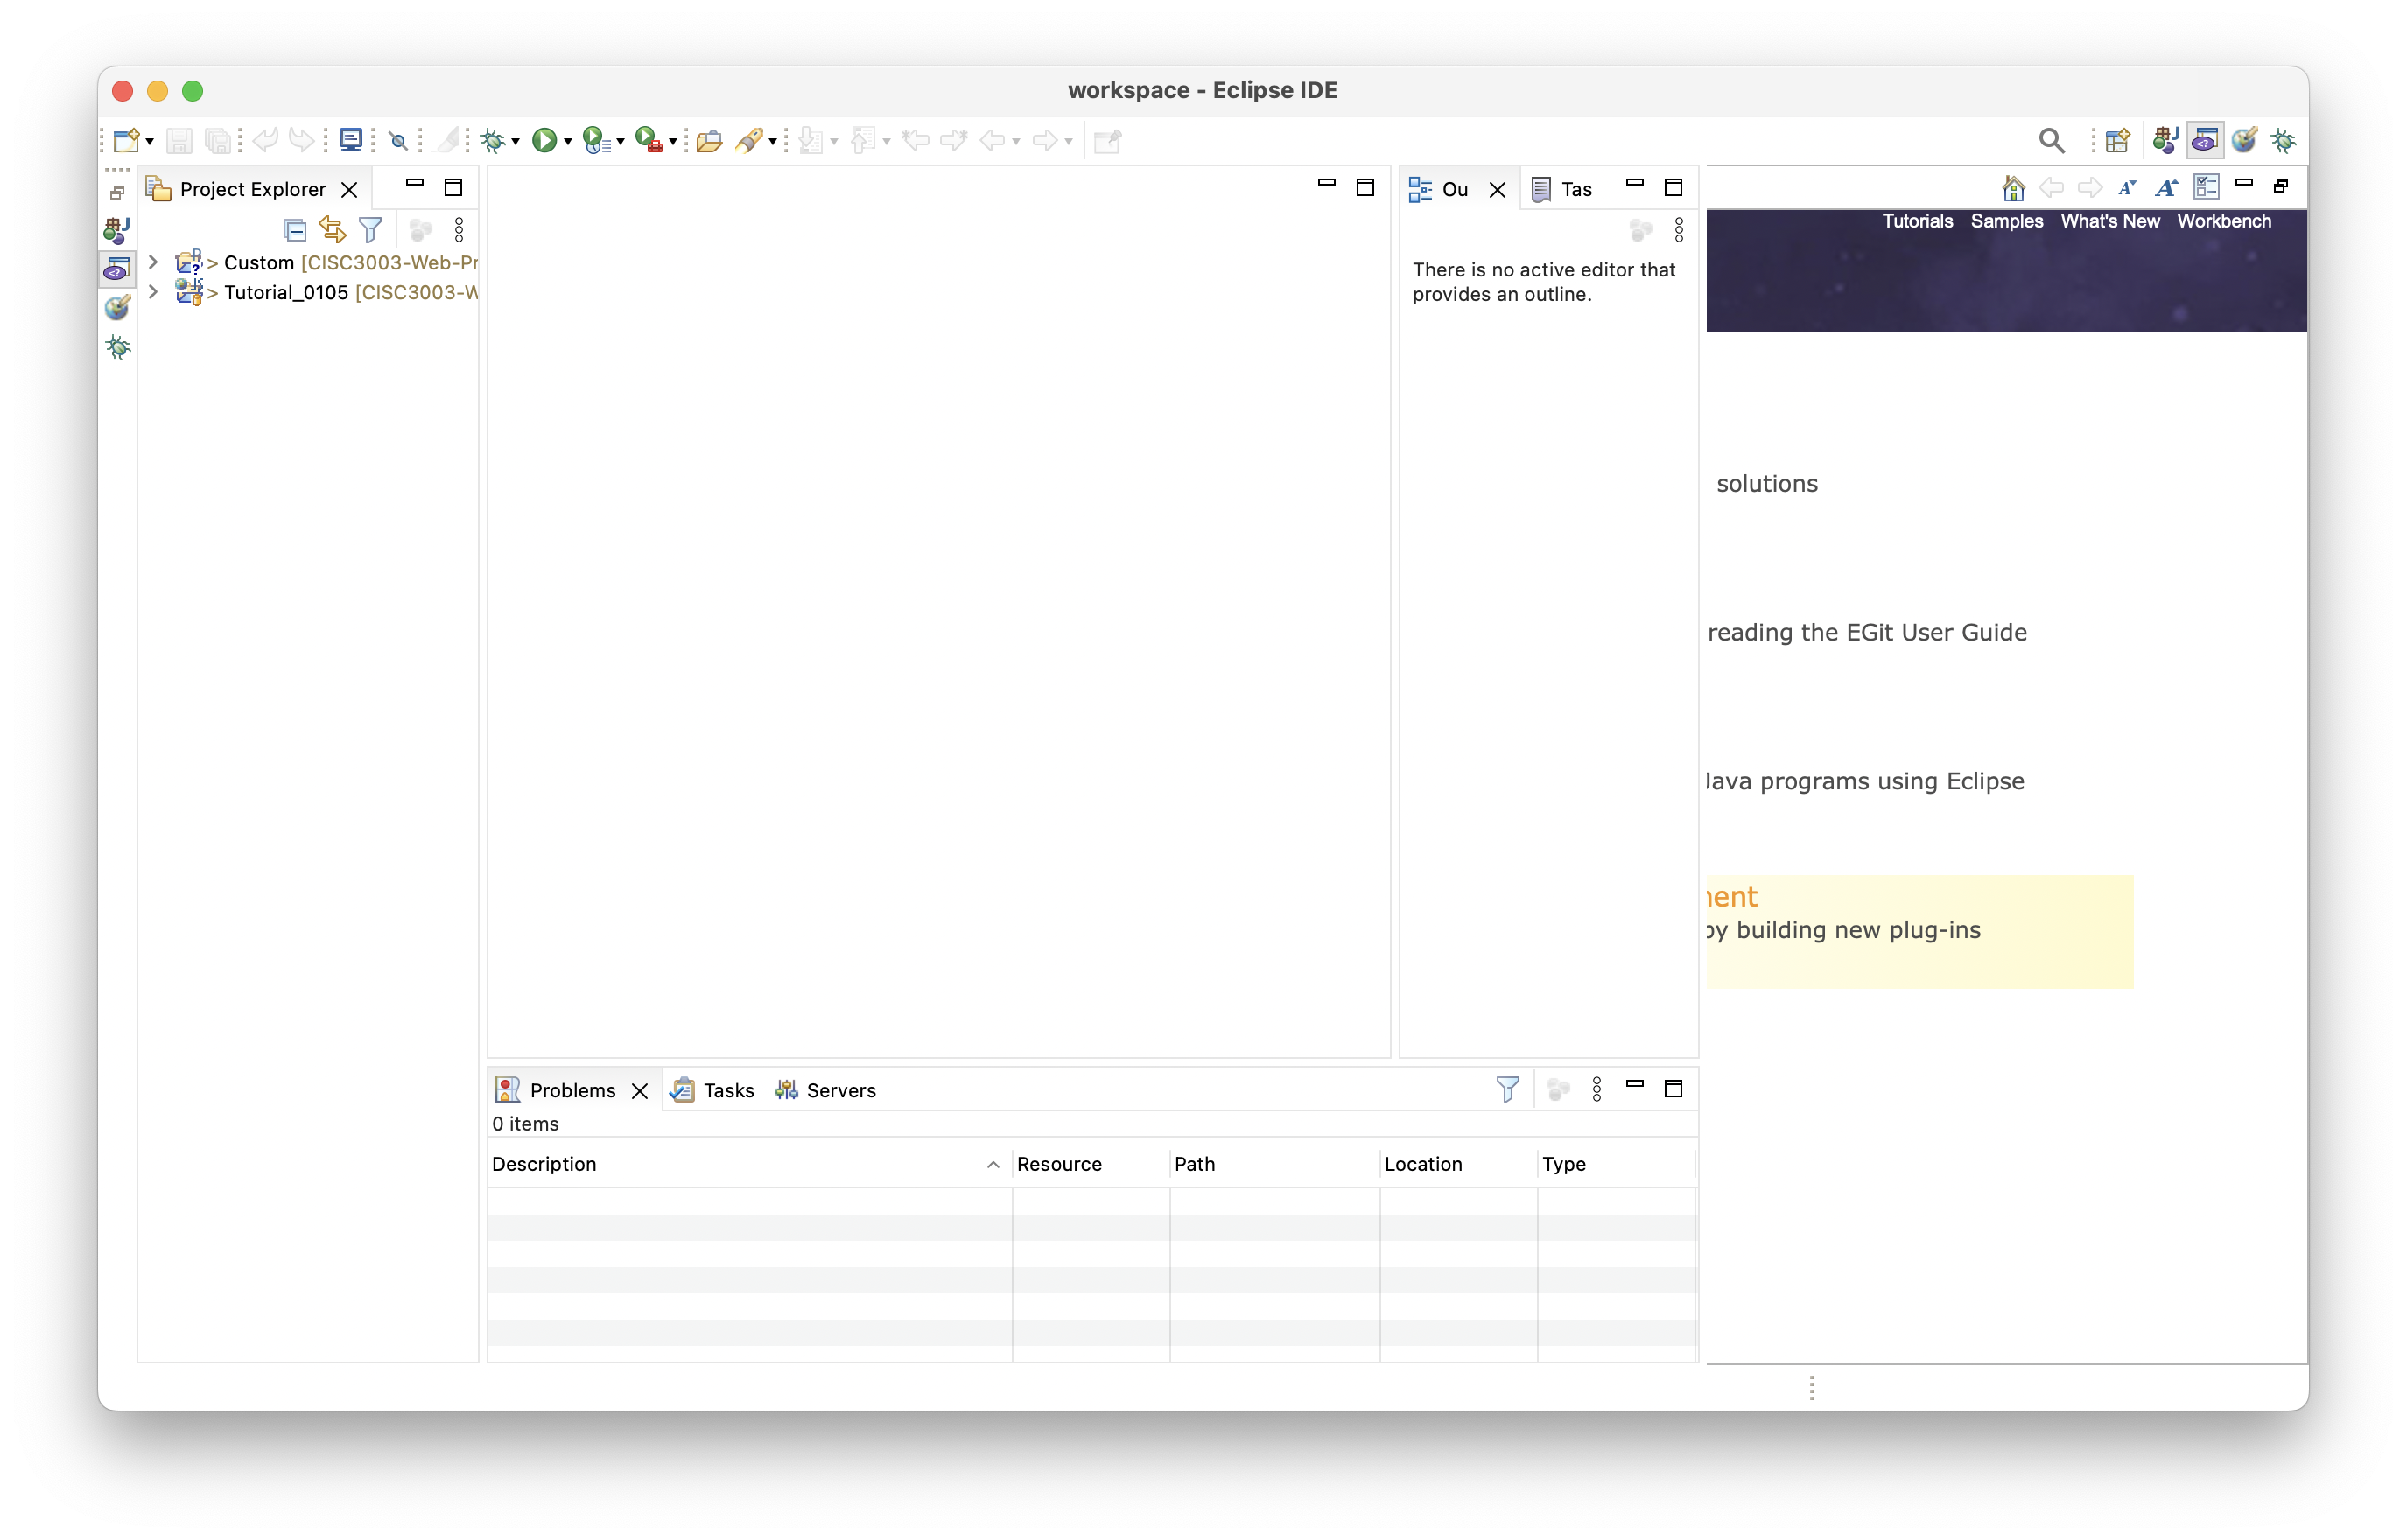 workspace - Eclipse IDE
Project Explorer
> Custom [CISC3003-Web-Pr
> Tutorial_0105 [CISC3003-W
Ou
Tas
There is no active editor that
provides an outline.
Tutorials Samples What's New Workbench
solutions
reading the EGit User Guide
Java programs using Eclipse
nent
by building new plug-ins
Problems Tasks Servers
0 items
Description Resource Path Location Type